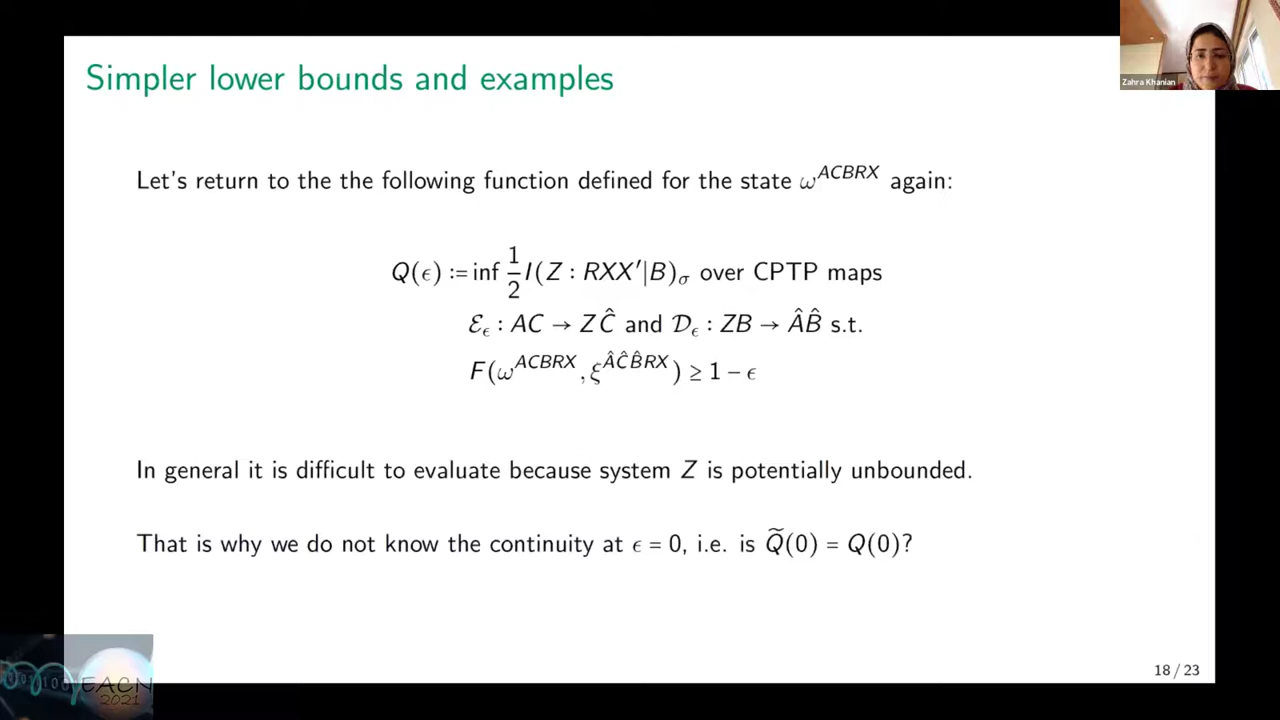 Simpler lower bounds and examples
Zahra Khanian
Let's return to the the following function defined for the state ω^{ACBRX} again:
Q(ϵ) := inf 1/2 I(Z : RXX′|B)_σ over CPTP maps
ℰ_ϵ : AC → ZĈ and 𝒟_ϵ : ZB → ÂB̂ s.t.
F(ω^{ACBRX}, ξ^{ÂĈB̂RX}) ≥ 1 − ϵ
In general it is difficult to evaluate because system Z is potentially unbounded.
That is why we do not know the continuity at ϵ = 0, i.e. is Q̃(0) = Q(0)?
EACN
2021
18 / 23